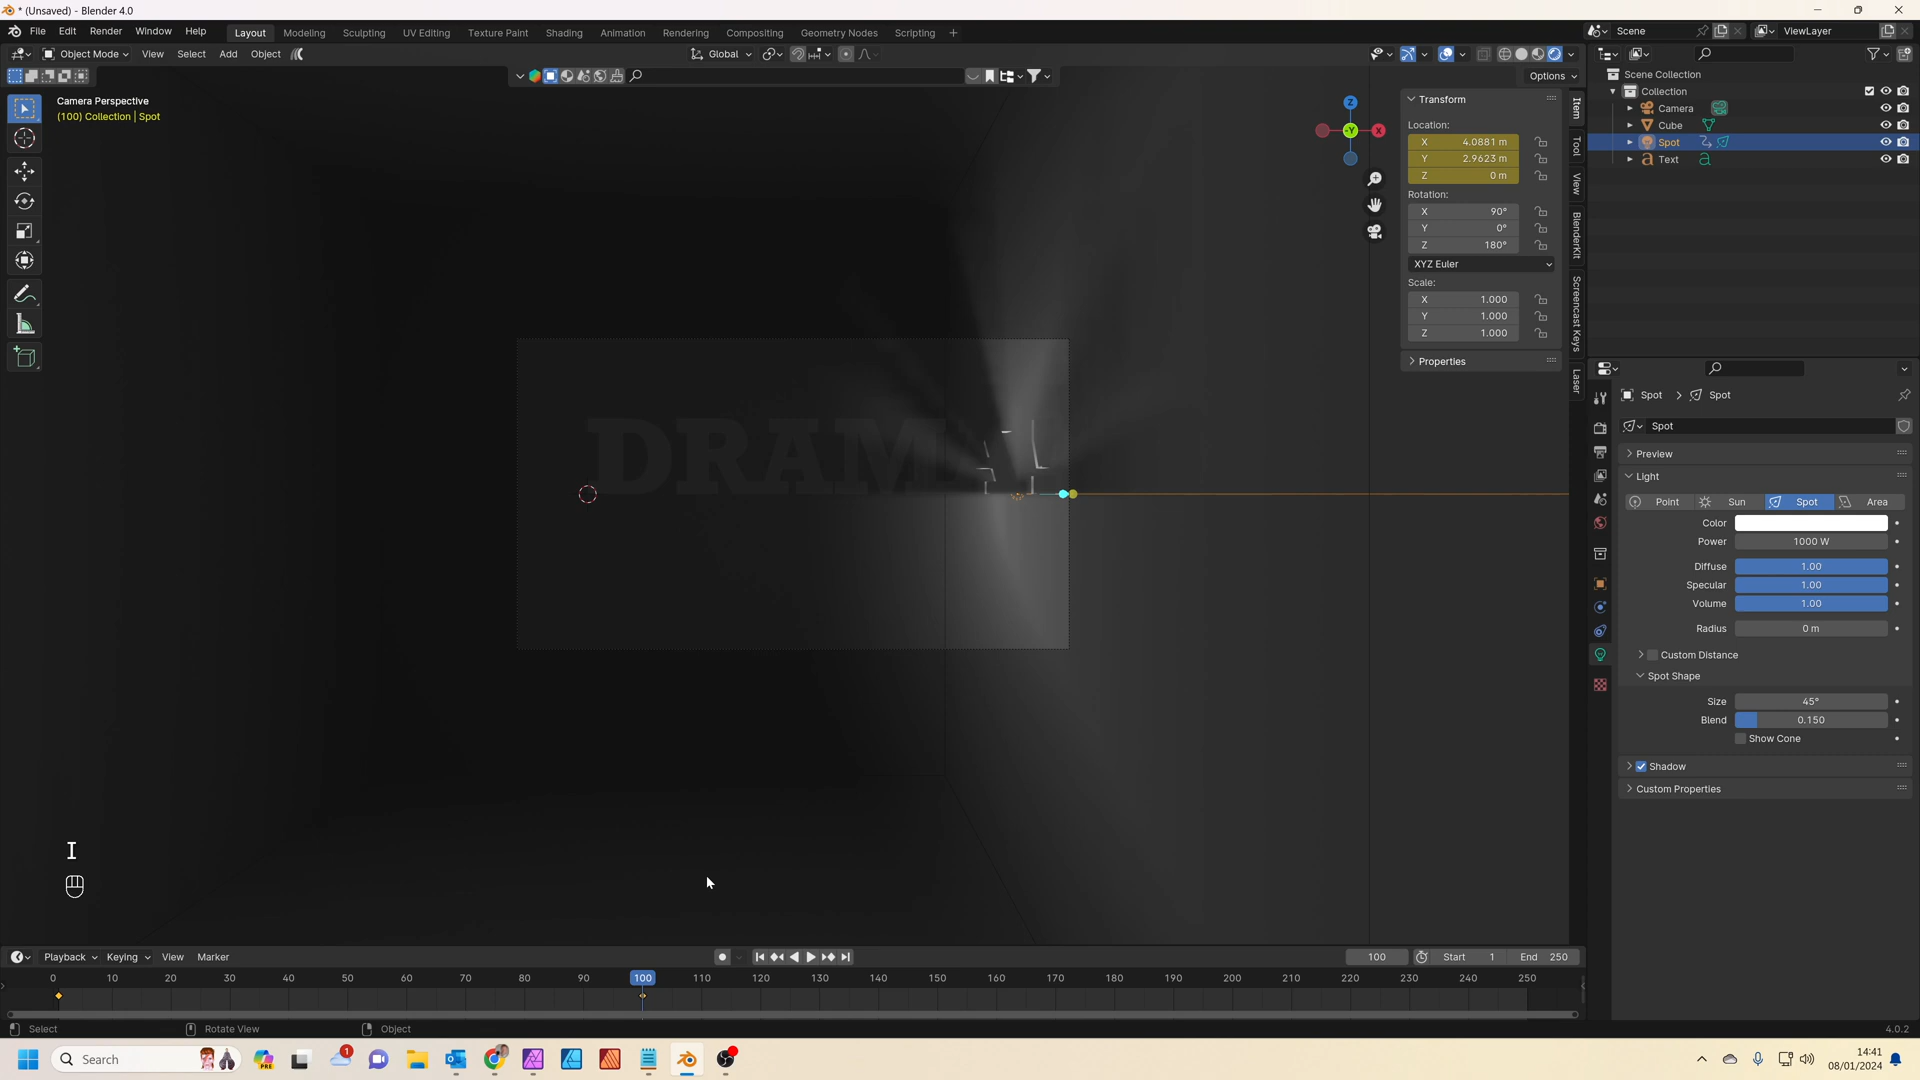 * (Unsaved) - Blender 4.0
File Edit Render Window Help Layout Modeling Sculpting UV Editing Texture Paint Shading Animation Rendering Compositing Geometry Nodes Scripting + Scene ViewLayer
Object Mode View Select Add Object Global
Options
Camera Perspective
(100) Collection | Spot
DRAM
Z
-Y
X
Transform
Location:
X 4.0881 m
Y 2.9623 m
Z 0 m
Rotation:
X 90°
Y 0°
Z 180°
XYZ Euler
Scale:
X 1.000
Y 1.000
Z 1.000
Properties
Item
Tool
View
BlenderKit
Screencast Keys
Laser
Scene Collection
Collection
Camera
Cube
Spot
Text
Spot > Spot
Spot
Preview
Light
Point Sun Spot Area
Color
Power 1000 W
Diffuse 1.00
Specular 1.00
Volume 1.00
Radius 0 m
Custom Distance
Spot Shape
Size 45°
Blend 0.150
Show Cone
Shadow
Custom Properties
I
Playback Keying View Marker 100 Start 1 End 250
0 10 20 30 40 50 60 70 80 90 100 110 120 130 140 150 160 170 180 190 200 210 220 230 240 250
Select Rotate View Object 4.0.2
Search PRE 1 14:41
08/01/2024